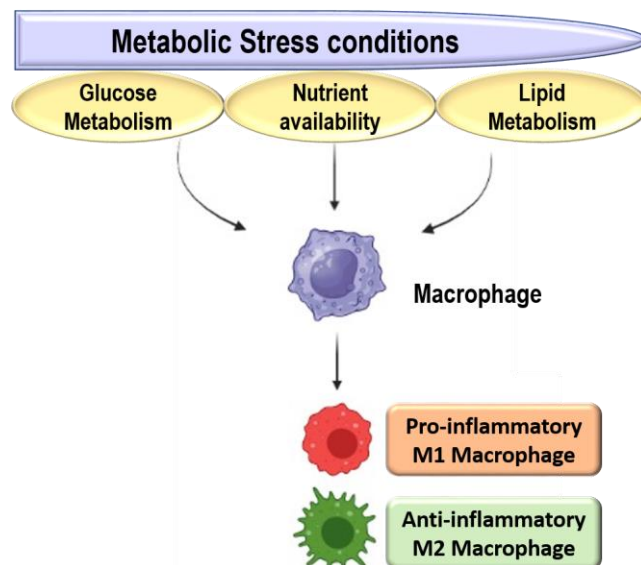 Metabolic Stress conditions
Glucose
Metabolism
Nutrient
availability
Lipid
Metabolism
Macrophage
Pro-inflammatory
M1 Macrophage
Anti-inflammatory
M2 Macrophage